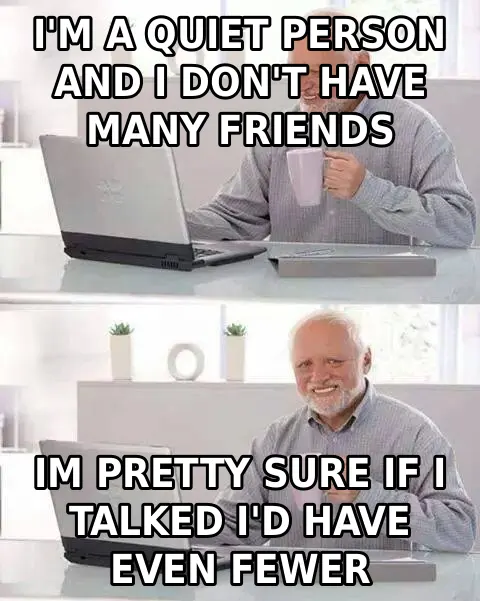 I'M A QUIET PERSON
AND I DON'T HAVE
MANY FRIENDS
IM PRETTY SURE IF I
TALKED I'D HAVE
EVEN FEWER